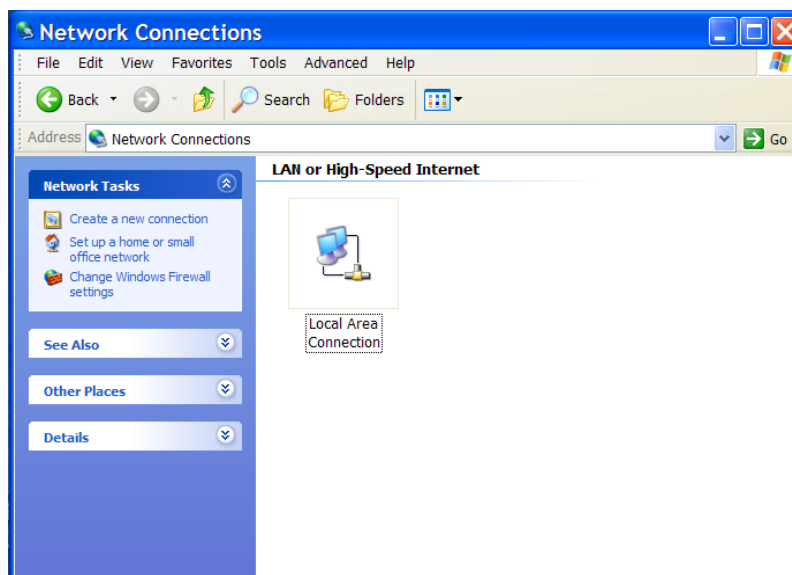 Network Connections
File Edit View Favorites Tools Advanced Help
Back Search Folders
Address Network Connections Go
Network Tasks
Create a new connection
Set up a home or small
office network
Change Windows Firewall
settings
See Also
Other Places
Details
LAN or High-Speed Internet
Local Area
Connection